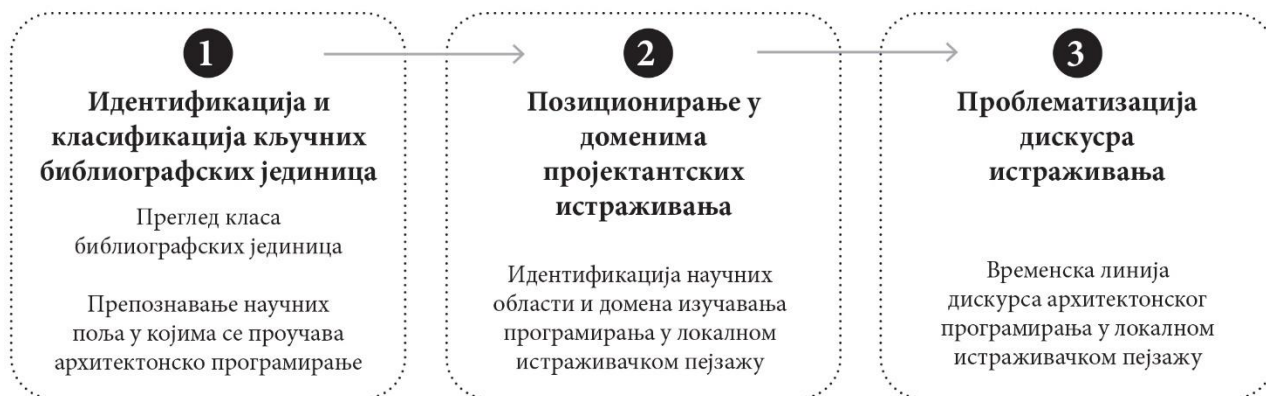 1
Идентификација и
класификација кључних
библиографских јединица
Преглед класа
библиографских јединица
Препознавање научних
поља у којима се проучава
архитектонско програмирање
2
Позиционирање у
доменима
пројектантских
истраживања
Идентификација научних
области и домена изучавања
програмирања у локалном
истраживачком пејзажу
3
Проблематизација
дискусра
истраживања
Временска линија
дискурса архитектонског
програмирања у локалном
истраживачком пејзажу